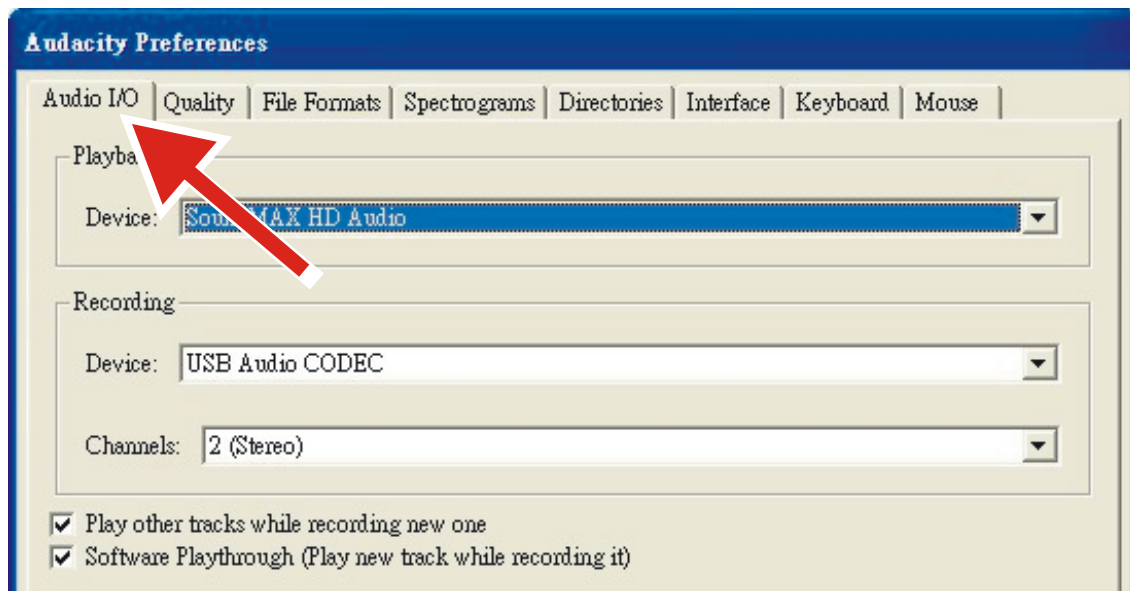 Audacity Preferences
Audio I/O Quality File Formats Spectrograms Directories Interface Keyboard Mouse
Device: MAX HD Audio
Recording
Device: USB Audio CODEC
Channels: 2 (Stereo)
Play other tracks while recording new one
Software Playthrough (Play new track while recording it)